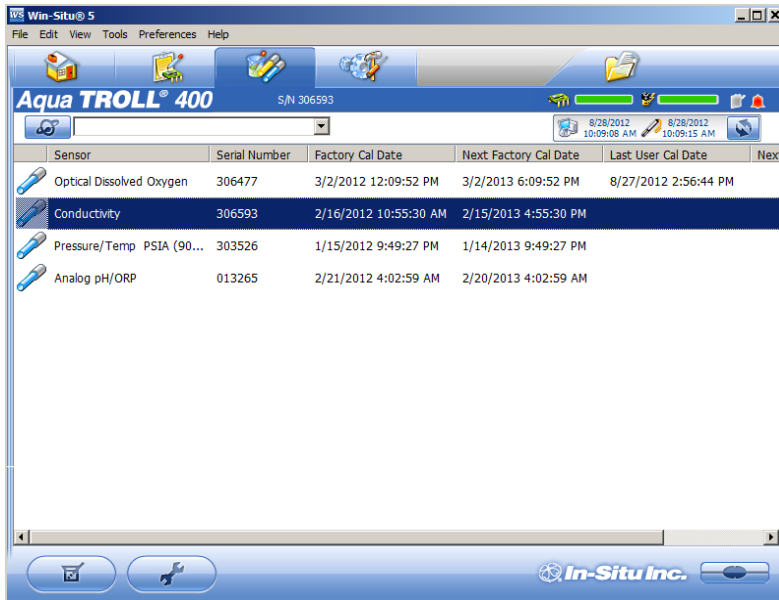 Win-Situ® 5
File Edit View Tools Preferences Help
Aqua TROLL® 400 S/N 306593
8/28/2012 8/28/2012
10:09:08 AM 10:09:15 AM
Sensor Serial Number Factory Cal Date Next Factory Cal Date Last User Cal Date Nex
Optical Dissolved Oxygen 306477 3/2/2012 12:09:52 PM 3/2/2013 6:09:52 PM 8/27/2012 2:56:44 PM
Conductivity 306593 2/16/2012 10:55:30 AM 2/15/2013 4:55:30 PM
Pressure/Temp PSIA (90... 303526 1/15/2012 9:49:27 PM 1/14/2013 9:49:27 PM
Analog pH/ORP 013265 2/21/2012 4:02:59 AM 2/20/2013 4:02:59 AM
In-Situ Inc.